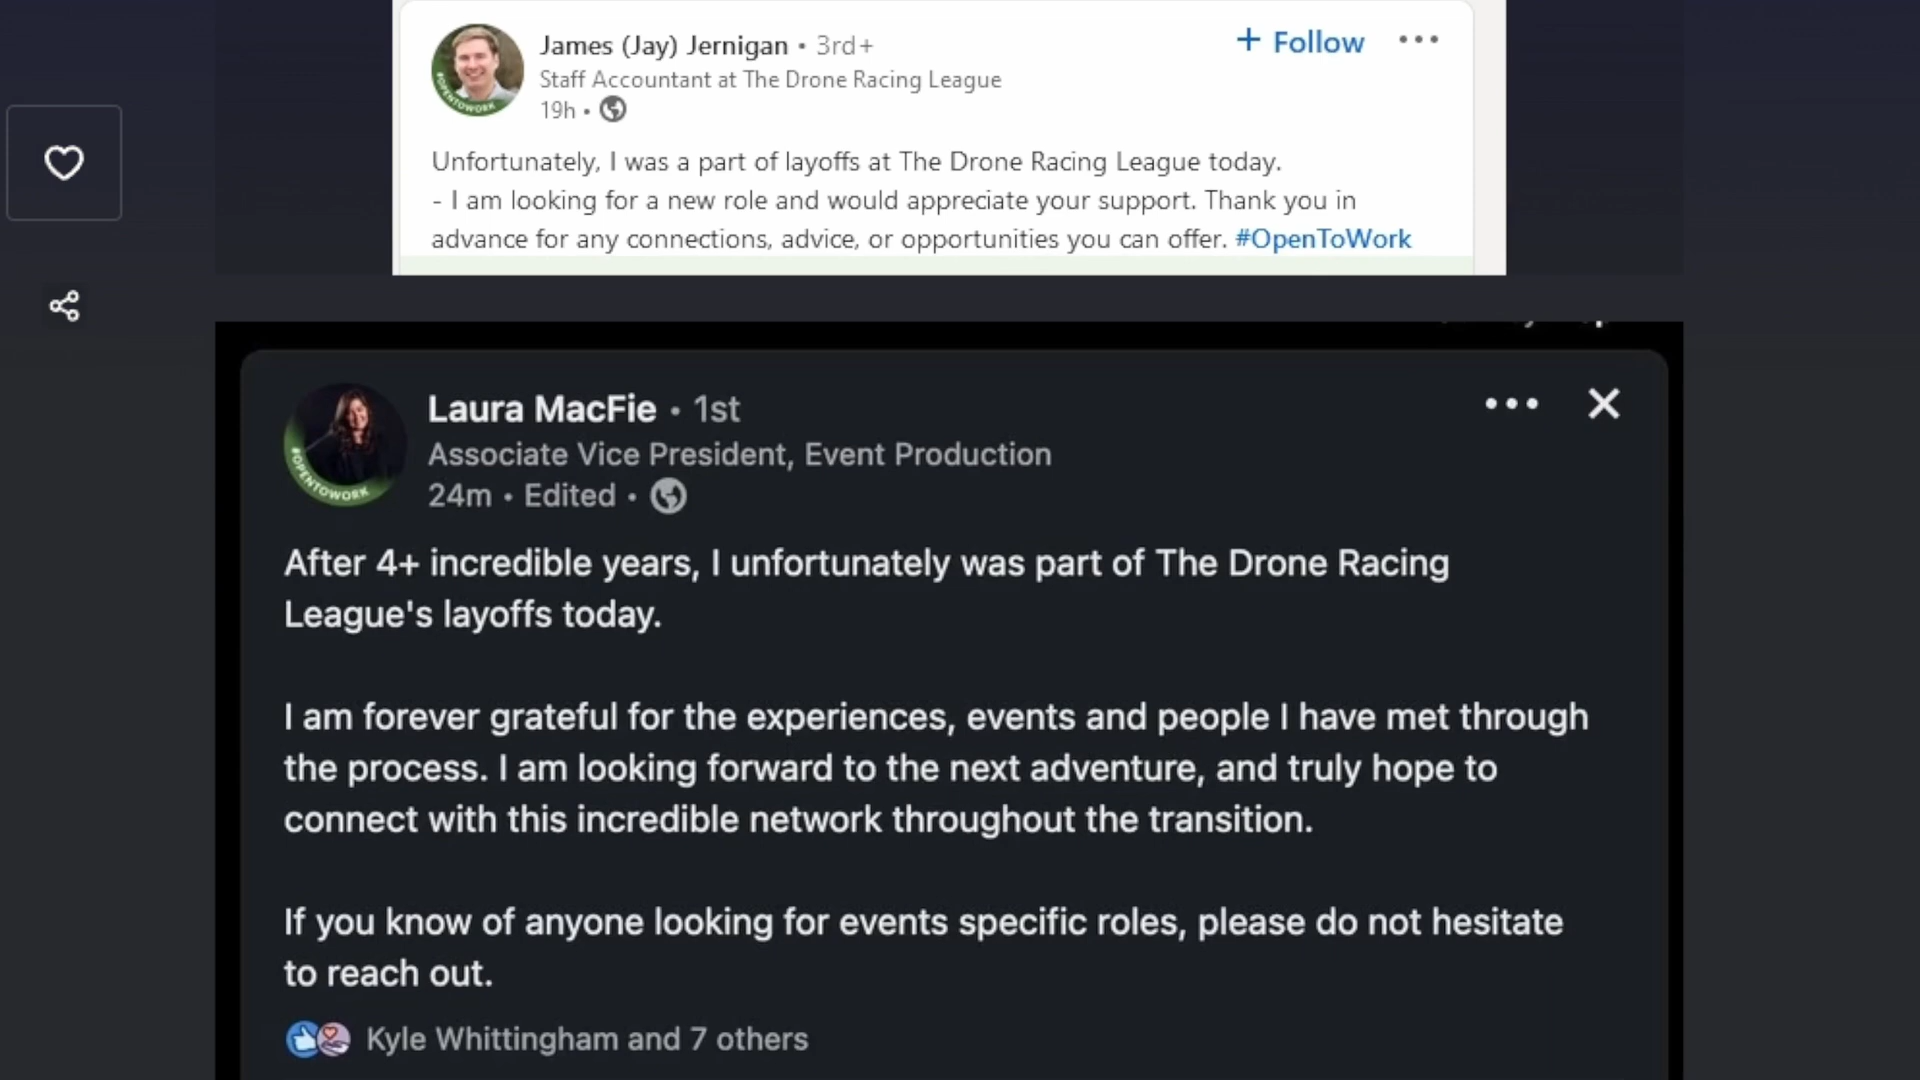 James (Jay) Jernigan • 3rd+
+ Follow
Staff Accountant at The Drone Racing League
19h •
#OPENTOWORK
Unfortunately, I was a part of layoffs at The Drone Racing League today.
- I am looking for a new role and would appreciate your support. Thank you in
advance for any connections, advice, or opportunities you can offer. #OpenToWork
Laura MacFie • 1st
Associate Vice President, Event Production
24m • Edited •
#OPENTOWORK
After 4+ incredible years, I unfortunately was part of The Drone Racing
League's layoffs today.
I am forever grateful for the experiences, events and people I have met through
the process. I am looking forward to the next adventure, and truly hope to
connect with this incredible network throughout the transition.
If you know of anyone looking for events specific roles, please do not hesitate
to reach out.
Kyle Whittingham and 7 others